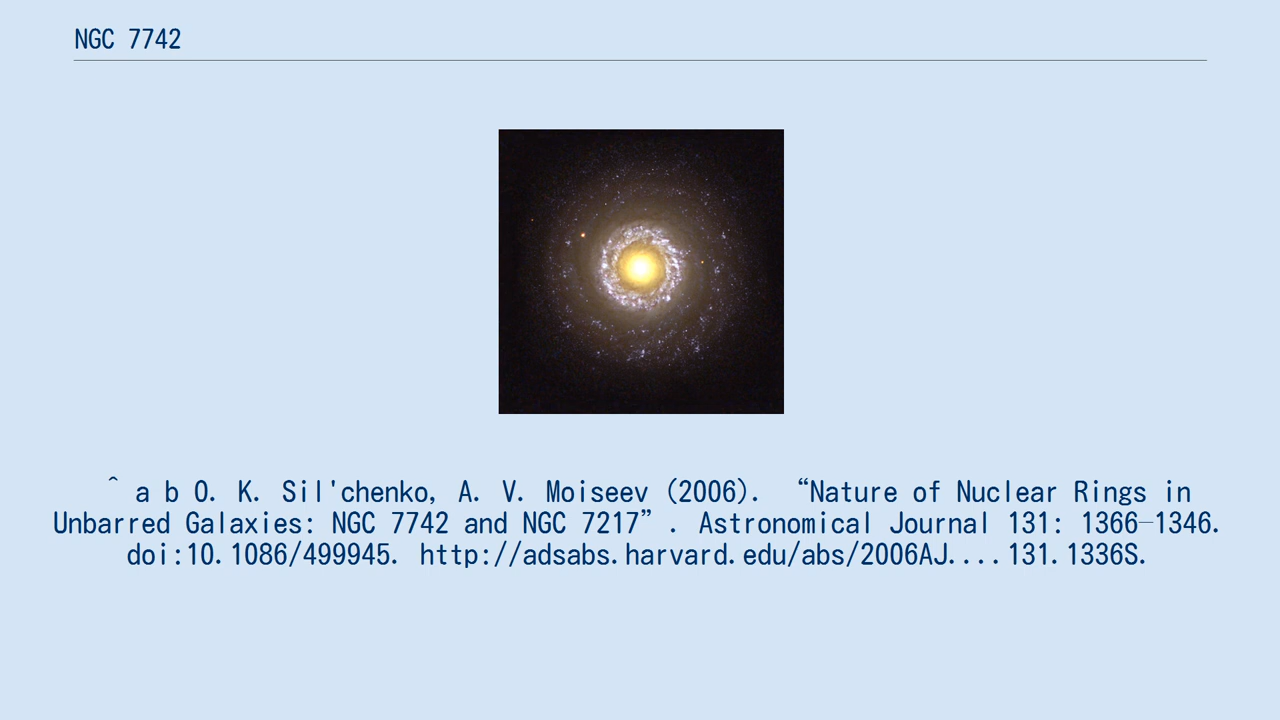 NGC 7742
^ a b O. K. Sil'chenko, A. V. Moiseev (2006). “Nature of Nuclear Rings in
Unbarred Galaxies: NGC 7742 and NGC 7217”. Astronomical Journal 131: 1366–1346.
doi:10.1086/499945. http://adsabs.harvard.edu/abs/2006AJ....131.1336S.